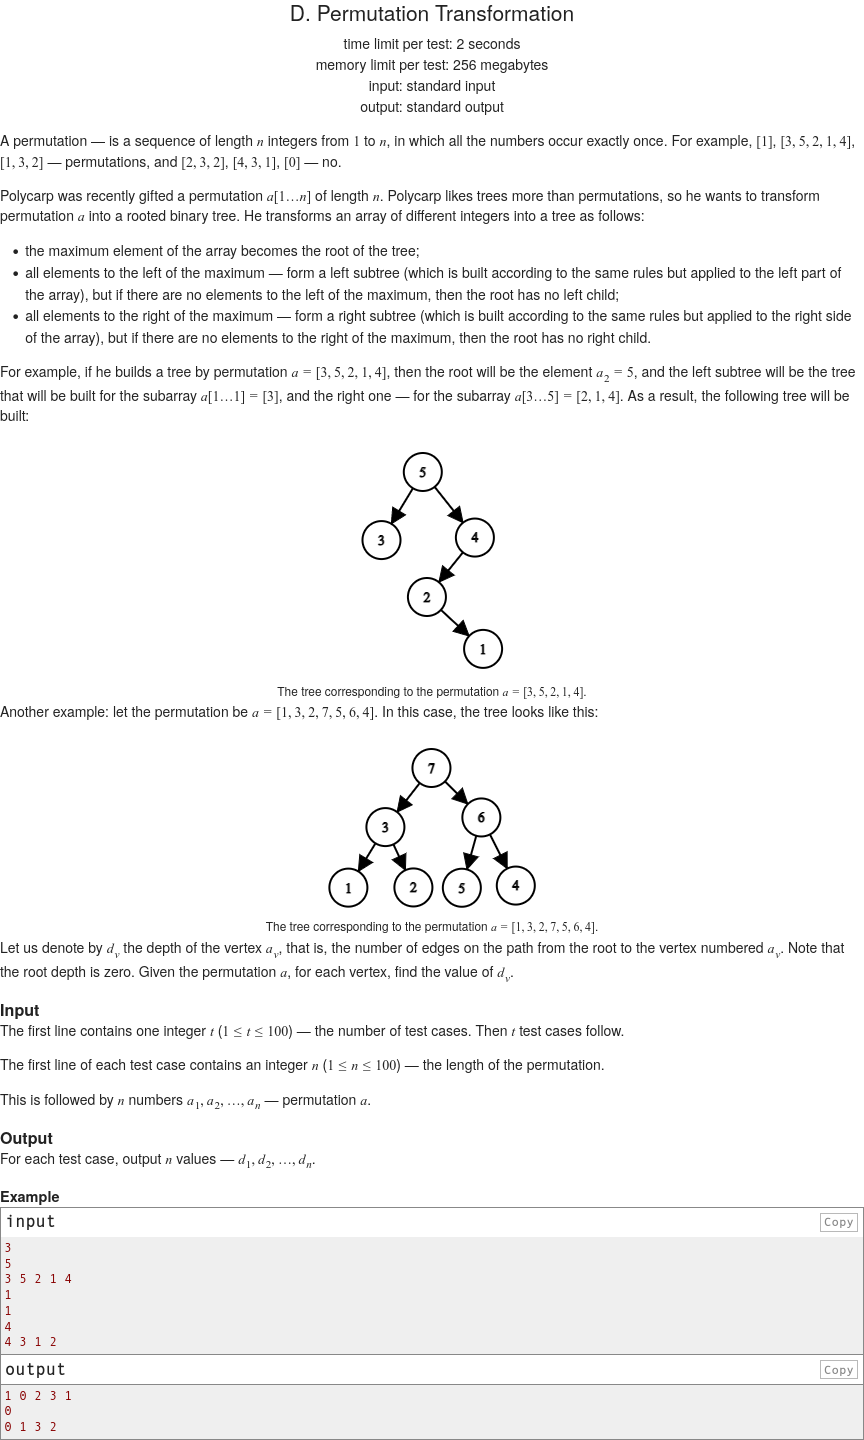 D. Permutation Transformation
time limit per test: 2 seconds
memory limit per test: 256 megabytes
input: standard input
output: standard output
A permutation — is a sequence of length n integers from 1 to n, in which all the numbers occur exactly once. For example, [1], [3, 5, 2, 1, 4],
[1, 3, 2] — permutations, and [2, 3, 2], [4, 3, 1], [0] — no.
Polycarp was recently gifted a permutation a[1…n] of length n. Polycarp likes trees more than permutations, so he wants to transform
permutation a into a rooted binary tree. He transforms an array of different integers into a tree as follows:
• the maximum element of the array becomes the root of the tree;
• all elements to the left of the maximum — form a left subtree (which is built according to the same rules but applied to the left part of
the array), but if there are no elements to the left of the maximum, then the root has no left child;
• all elements to the right of the maximum — form a right subtree (which is built according to the same rules but applied to the right side
of the array), but if there are no elements to the right of the maximum, then the root has no right child.
For example, if he builds a tree by permutation a = [3, 5, 2, 1, 4], then the root will be the element a₂ = 5, and the left subtree will be the tree
that will be built for the subarray a[1…1] = [3], and the right one — for the subarray a[3…5] = [2, 1, 4]. As a result, the following tree will be
built:
5
3 4
2
1
The tree corresponding to the permutation a = [3, 5, 2, 1, 4].
Another example: let the permutation be a = [1, 3, 2, 7, 5, 6, 4]. In this case, the tree looks like this:
7
3 6
1 2 5 4
The tree corresponding to the permutation a = [1, 3, 2, 7, 5, 6, 4].
Let us denote by dᵥ the depth of the vertex aᵥ, that is, the number of edges on the path from the root to the vertex numbered aᵥ. Note that
the root depth is zero. Given the permutation a, for each vertex, find the value of dᵥ.
Input
The first line contains one integer t (1 ≤ t ≤ 100) — the number of test cases. Then t test cases follow.
The first line of each test case contains an integer n (1 ≤ n ≤ 100) — the length of the permutation.
This is followed by n numbers a₁, a₂, …, aₙ — permutation a.
Output
For each test case, output n values — d₁, d₂, …, dₙ.
Example
input Copy
3
5
3 5 2 1 4
1
1
4
4 3 1 2
output Copy
1 0 2 3 1
0
0 1 3 2